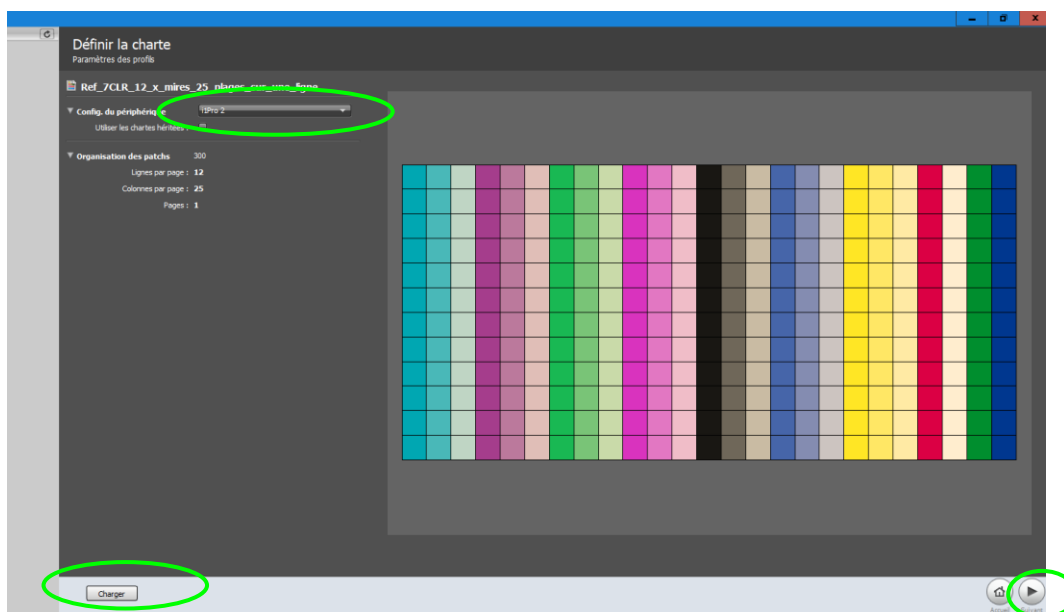 Définir la charte
Paramètres des profils
Ref_7CLR_12_x_mires_25_plages_sur_une_ligne
Config. du périphérique
i1Pro 2
Utiliser les chartes héritées :
Organisation des patchs 300
Lignes par page : 12
Colonnes par page : 25
Pages : 1
Charger
Accueil